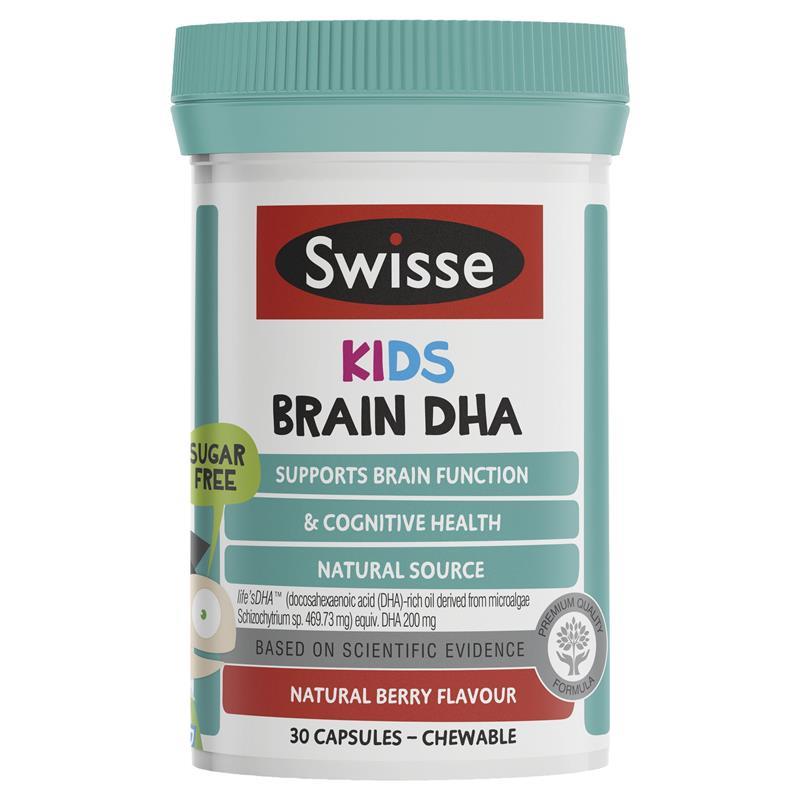 Swisse
KIDS
BRAIN DHA
SUGAR
FREE
SUPPORTS BRAIN FUNCTION
& COGNITIVE HEALTH
NATURAL SOURCE
life'sDHA™ (docosahexaenoic acid (DHA)-rich oil derived from microalgae
Schizochytrium sp. 469.73 mg) equiv. DHA 200 mg
BASED ON SCIENTIFIC EVIDENCE
PREMIUM QUALITY
FORMULA
NATURAL BERRY FLAVOUR
30 CAPSULES – CHEWABLE